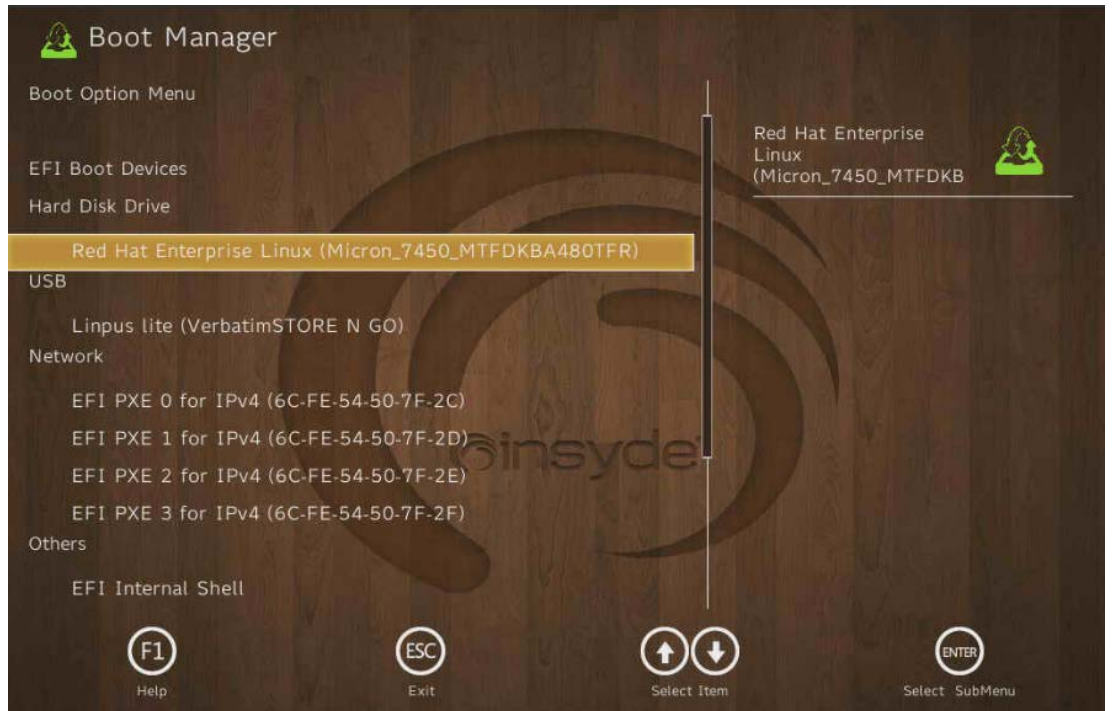 Boot Manager
Boot Option Menu
EFI Boot Devices
Hard Disk Drive
Red Hat Enterprise Linux (Micron_7450_MTFDKBA480TFR)
USB
Linpus lite (VerbatimSTORE N GO)
Network
EFI PXE 0 for IPv4 (6C-FE-54-50-7F-2C)
EFI PXE 1 for IPv4 (6C-FE-54-50-7F-2D)
EFI PXE 2 for IPv4 (6C-FE-54-50-7F-2E)
EFI PXE 3 for IPv4 (6C-FE-54-50-7F-2F)
Others
EFI Internal Shell
Red Hat Enterprise
Linux
(Micron_7450_MTFDKB
insyde
F1
Help
ESC
Exit
Select Item
ENTER
Select SubMenu